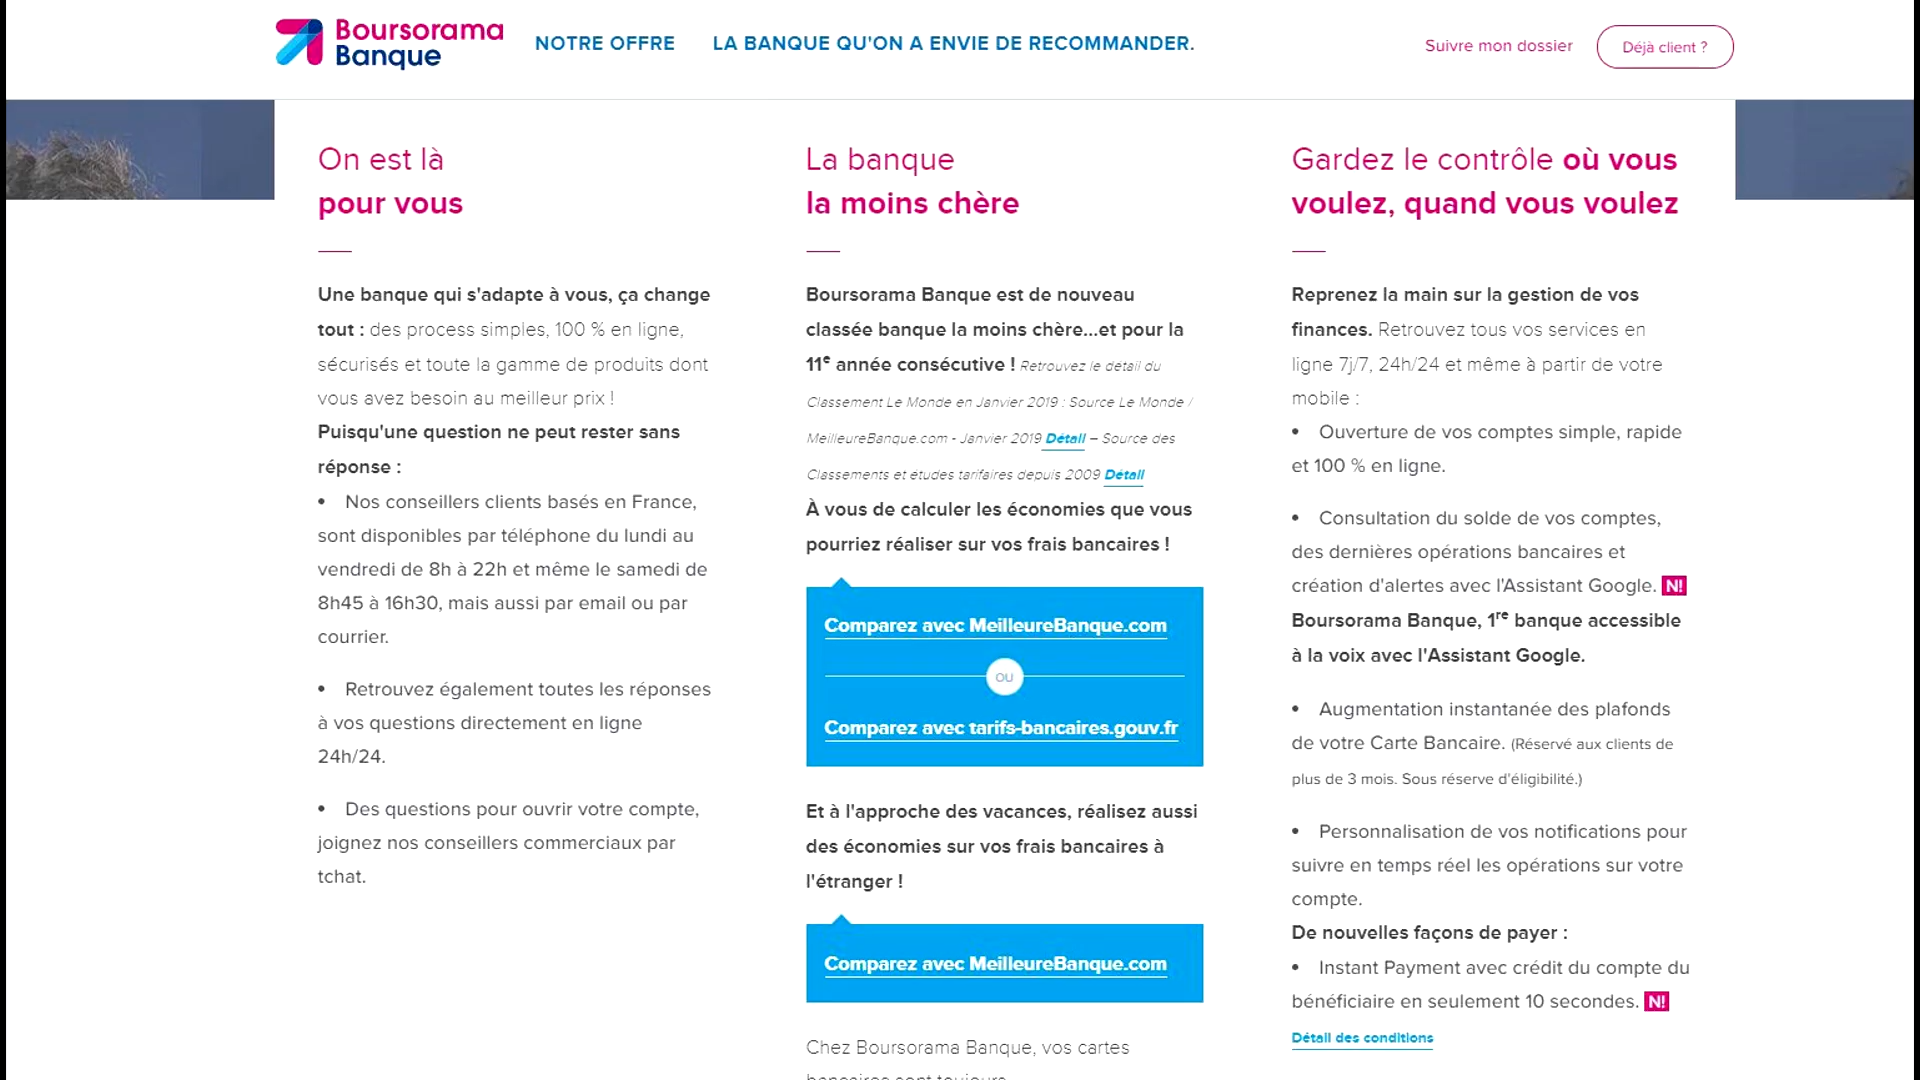 Boursorama
Banque
NOTRE OFFRE
LA BANQUE QU'ON A ENVIE DE RECOMMANDER.
Suivre mon dossier
Déjà client ?
On est là
pour vous
Une banque qui s'adapte à vous, ça change
tout : des process simples, 100 % en ligne,
sécurisés et toute la gamme de produits dont
vous avez besoin au meilleur prix !
Puisqu'une question ne peut rester sans
réponse :
• Nos conseillers clients basés en France,
sont disponibles par téléphone du lundi au
vendredi de 8h à 22h et même le samedi de
8h45 à 16h30, mais aussi par email ou par
courrier.
• Retrouvez également toutes les réponses
à vos questions directement en ligne
24h/24.
• Des questions pour ouvrir votre compte,
joignez nos conseillers commerciaux par
tchat.
La banque
la moins chère
Boursorama Banque est de nouveau
classée banque la moins chère...et pour la
11e année consécutive ! Retrouvez le détail du
Classement Le Monde en Janvier 2019 : Source Le Monde /
MeilleureBanque.com - Janvier 2019 Détail – Source des
Classements et études tarifaires depuis 2009 Détail
À vous de calculer les économies que vous
pourriez réaliser sur vos frais bancaires !
Comparez avec MeilleureBanque.com
OU
Comparez avec tarifs-bancaires.gouv.fr
Et à l'approche des vacances, réalisez aussi
des économies sur vos frais bancaires à
l'étranger !
Comparez avec MeilleureBanque.com
Chez Boursorama Banque, vos cartes
bancaires sont toujours
Gardez le contrôle où vous
voulez, quand vous voulez
Reprenez la main sur la gestion de vos
finances. Retrouvez tous vos services en
ligne 7j/7, 24h/24 et même à partir de votre
mobile :
• Ouverture de vos comptes simple, rapide
et 100 % en ligne.
• Consultation du solde de vos comptes,
des dernières opérations bancaires et
création d'alertes avec l'Assistant Google. N!
Boursorama Banque, 1re banque accessible
à la voix avec l'Assistant Google.
• Augmentation instantanée des plafonds
de votre Carte Bancaire. (Réservé aux clients de
plus de 3 mois. Sous réserve d'éligibilité.)
• Personnalisation de vos notifications pour
suivre en temps réel les opérations sur votre
compte.
De nouvelles façons de payer :
• Instant Payment avec crédit du compte du
bénéficiaire en seulement 10 secondes. N!
Détail des conditions